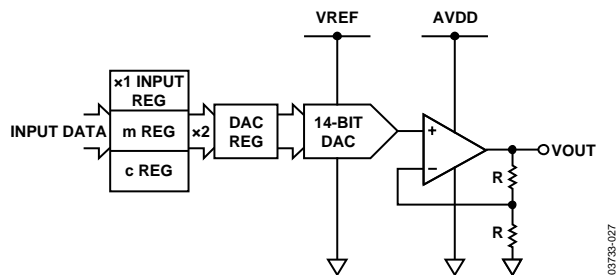 VREF
AVDD
×1 INPUT
REG
INPUT DATA
m REG
×2
DAC
REG
14-BIT
DAC
+
–
VOUT
R
c REG
R
03733-027